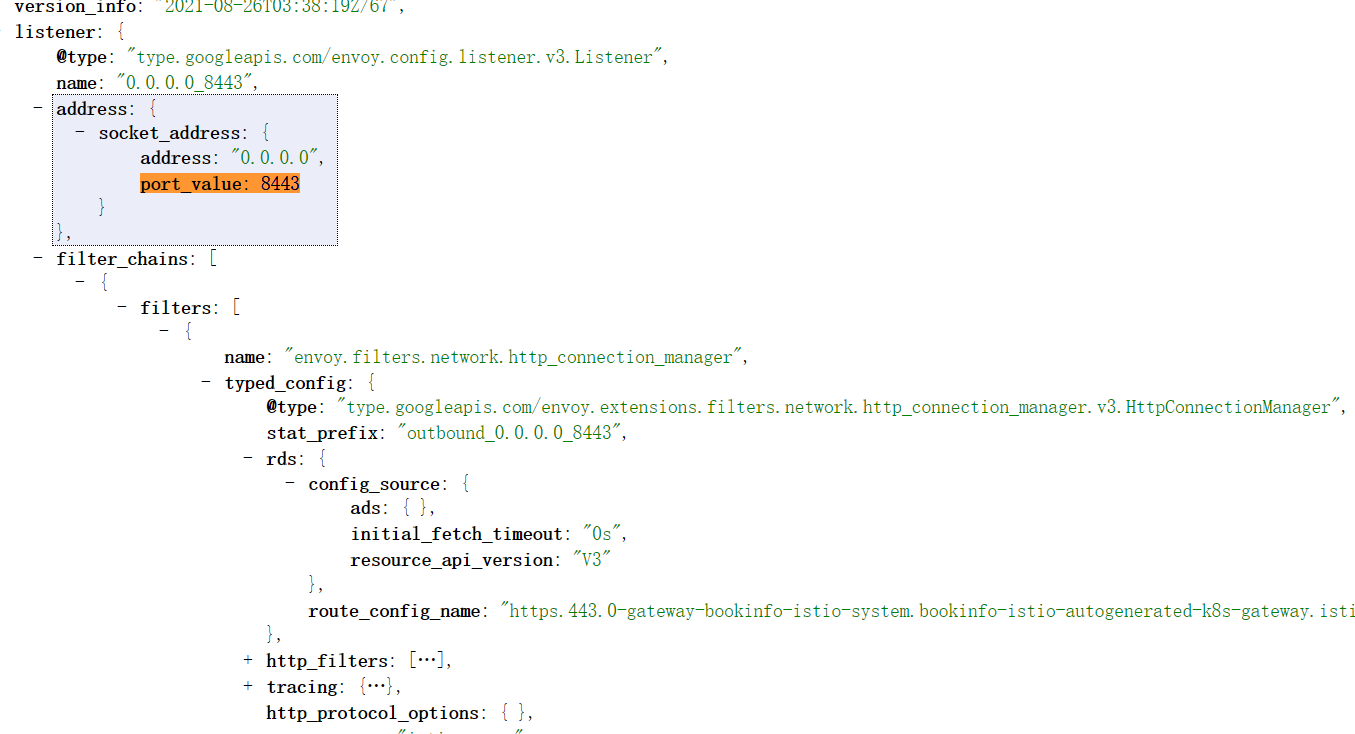 version_info: "2021-08-26T03:38:19Z/67",
listener: {
@type: "type.googleapis.com/envoy.config.listener.v3.Listener",
name: "0.0.0.0_8443",
- address: {
- socket_address: {
address: "0.0.0.0",
port_value: 8443
}
},
- filter_chains: [
- {
- filters: [
- {
name: "envoy.filters.network.http_connection_manager",
- typed_config: {
@type: "type.googleapis.com/envoy.extensions.filters.network.http_connection_manager.v3.HttpConnectionManager",
stat_prefix: "outbound_0.0.0.0_8443",
- rds: {
- config_source: {
ads: { },
initial_fetch_timeout: "0s",
resource_api_version: "V3"
},
route_config_name: "https.443.0-gateway-bookinfo-istio-system.bookinfo-istio-autogenerated-k8s-gateway.isti
},
+ http_filters: […],
+ tracing: {…},
http_protocol_options: { },